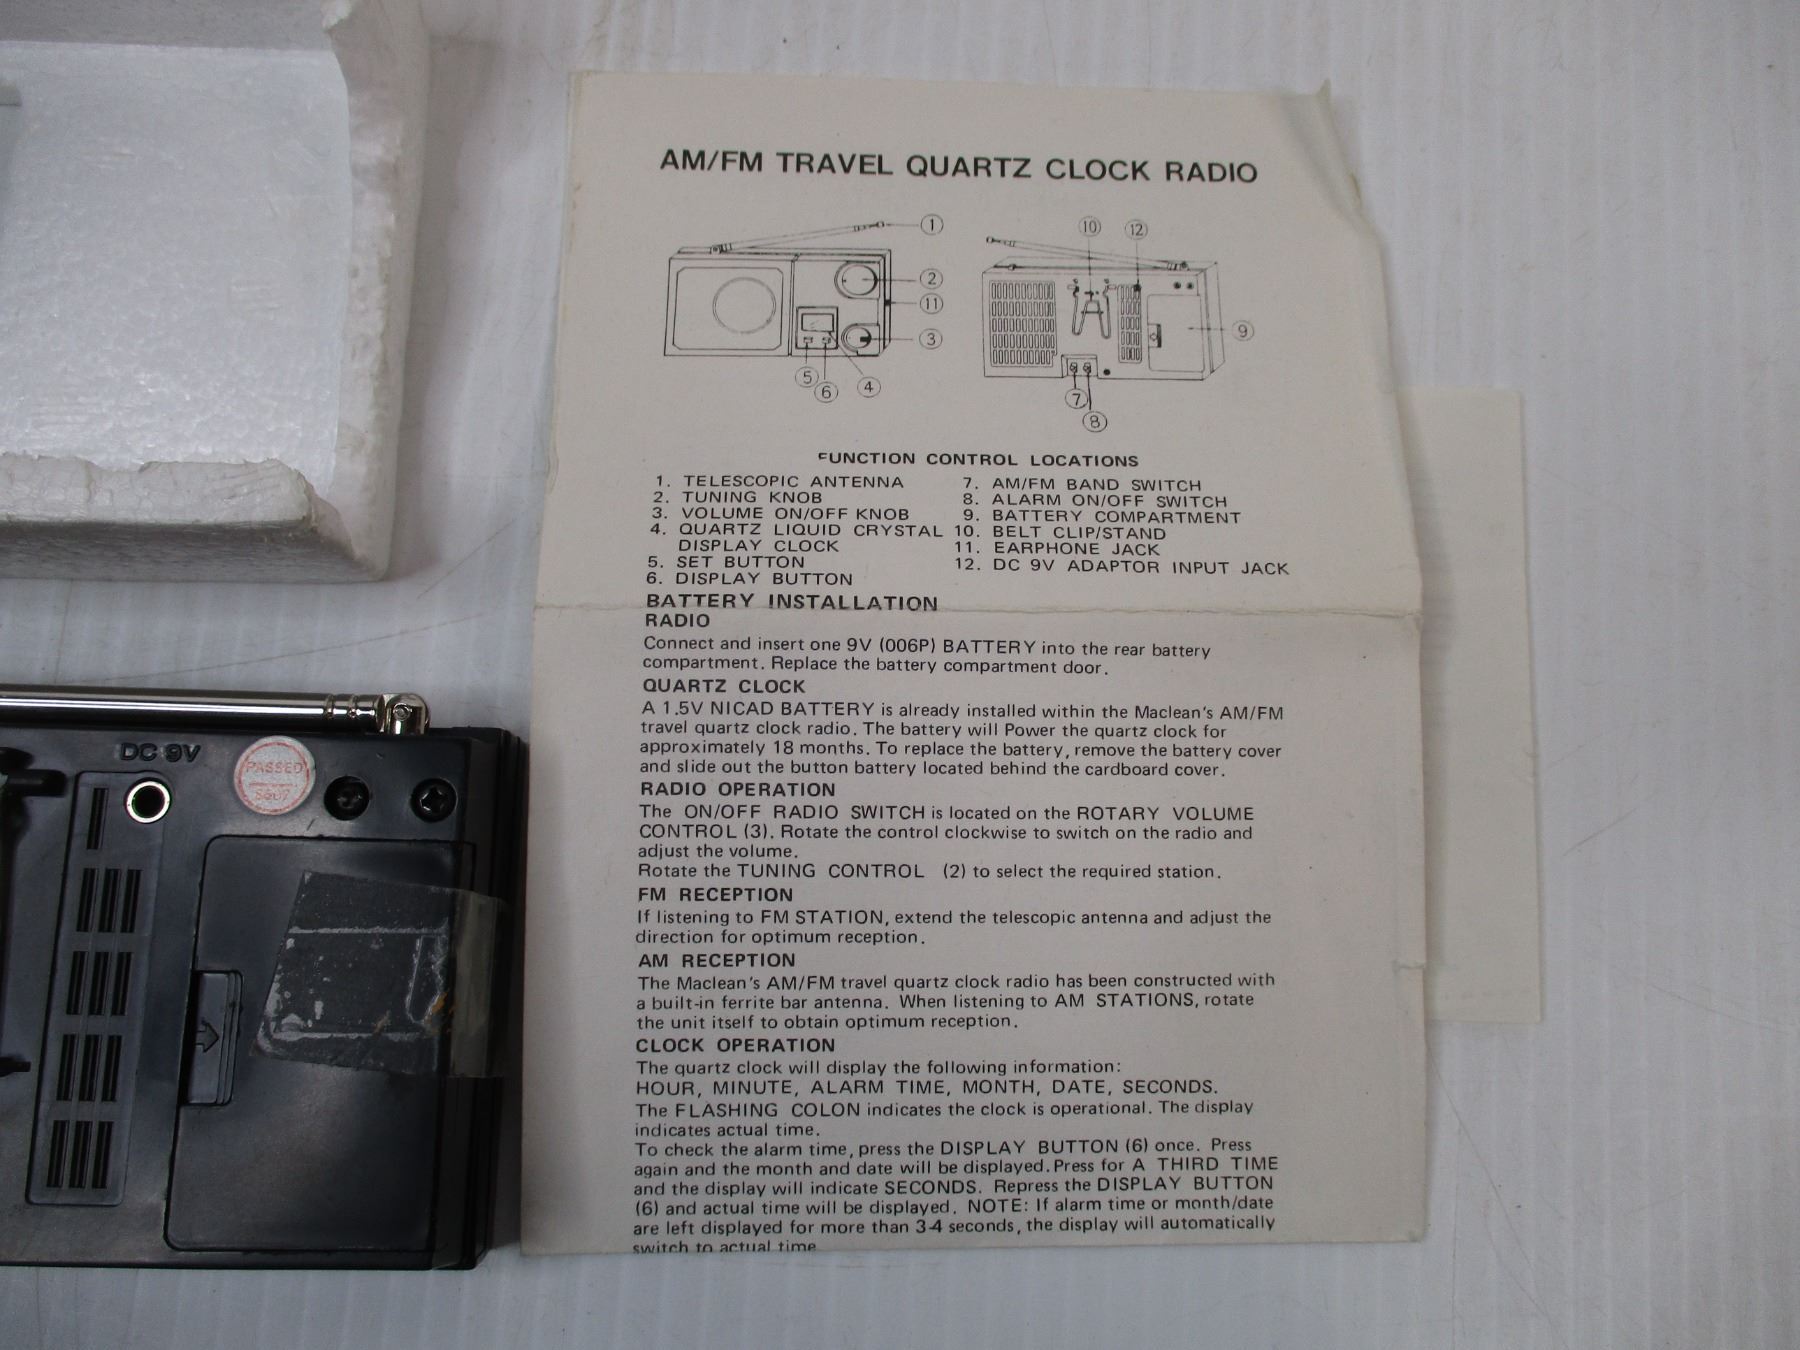 AM/FM TRAVEL QUARTZ CLOCK RADIO
1
2
11
3
5
6
4
10
12
9
7
8
FUNCTION CONTROL LOCATIONS
1. TELESCOPIC ANTENNA
2. TUNING KNOB
3. VOLUME ON/OFF KNOB
4. QUARTZ LIQUID CRYSTAL
DISPLAY CLOCK
5. SET BUTTON
6. DISPLAY BUTTON
7. AM/FM BAND SWITCH
8. ALARM ON/OFF SWITCH
9. BATTERY COMPARTMENT
10. BELT CLIP/STAND
11. EARPHONE JACK
12. DC 9V ADAPTOR INPUT JACK
BATTERY INSTALLATION
RADIO
Connect and insert one 9V (006P) BATTERY into the rear battery
compartment. Replace the battery compartment door.
QUARTZ CLOCK
A 1.5V NICAD BATTERY is already installed within the Maclean's AM/FM
travel quartz clock radio. The battery will Power the quartz clock for
approximately 18 months. To replace the battery, remove the battery cover
and slide out the button battery located behind the cardboard cover.
RADIO OPERATION
The ON/OFF RADIO SWITCH is located on the ROTARY VOLUME
CONTROL (3). Rotate the control clockwise to switch on the radio and
adjust the volume.
Rotate the TUNING CONTROL (2) to select the required station.
FM RECEPTION
If listening to FM STATION, extend the telescopic antenna and adjust the
direction for optimum reception.
AM RECEPTION
The Maclean's AM/FM travel quartz clock radio has been constructed with
a built-in ferrite bar antenna. When listening to AM STATIONS, rotate
the unit itself to obtain optimum reception.
CLOCK OPERATION
The quartz clock will display the following information:
HOUR, MINUTE, ALARM TIME, MONTH, DATE, SECONDS.
The FLASHING COLON indicates the clock is operational. The display
indicates actual time.
To check the alarm time, press the DISPLAY BUTTON (6) once. Press
again and the month and date will be displayed. Press for A THIRD TIME
and the display will indicate SECONDS. Repress the DISPLAY BUTTON
(6) and actual time will be displayed. NOTE: If alarm time or month/date
are left displayed for more than 3-4 seconds, the display will automatically
switch to actual time
DC 9V
PASSED